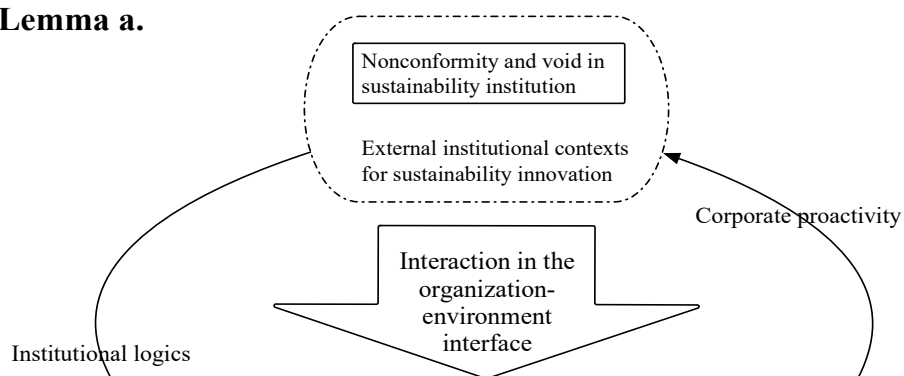 Lemma a.
Nonconformity and void in
sustainability institution
External institutional contexts
for sustainability innovation
Corporate proactivity
Interaction in the
organization-
environment
interface
Institutional logics